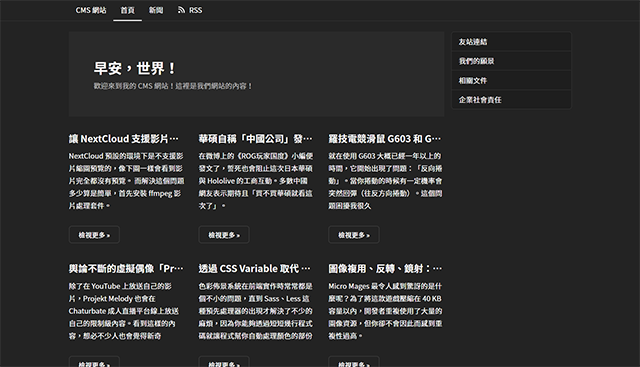 CMS 網站 首頁 新聞 RSS
早安，世界！
歡迎來到我的 CMS 網站！這裡是我們網站的內容！
友站連結
我們的願景
相關文件
企業社會責任
讓 NextCloud 支援影片…
NextCloud 預設的環境下是不支援影
片縮圖預覽的，像下圖一樣會看到影
片完全都沒有預覽。 而解決這個問題
多少算是簡單，首先安裝 ffmpeg 影
片處理套件。
檢視更多 »
華碩自稱「中國公司」發…
在微博上的《ROG玩家国度》小編便
發文了，誓死也會阻止這次日本華碩
與 Hololive 的工商互動。多數中國
網友表示期待且「買不買華碩就看這
次了」。
檢視更多 »
羅技電競滑鼠 G603 和 G…
就在使用 G603 大概已經一年以上的
時間，它開始出現了問題：「反向捲
動」。當你捲動的時候有一定機率會
突然回彈（往反方向捲動）。這個問
題困擾我很久
檢視更多 »
輿論不斷的虛擬偶像「Pr…
除了在 YouTube 上放送自己的影
片，Projekt Melody 也會在
Chaturbate 成人直播平台線上放送
自己的限制級內容。看到這樣的內
容，想必不少人也會覺得新奇
檢視更多 »
透過 CSS Variable 取代 …
色彩佈景系統在前端實作時常常都是
個不小的問題，直到 Sass、Less 這
種預先處理器的出現才解決了不少的
麻煩，因為你能夠透過短短幾行程式
碼就讓程式幫你自動處理顏色的部份
檢視更多 »
圖像複用、反轉、鏡射：…
Micro Mages 最令人感到驚訝的是什
麼呢？為了將這款遊戲壓縮在 40 KB
容量以內，開發者重複使用了大量的
圖像資源，但你卻不會因此而感到重
複性過高。
檢視更多 »